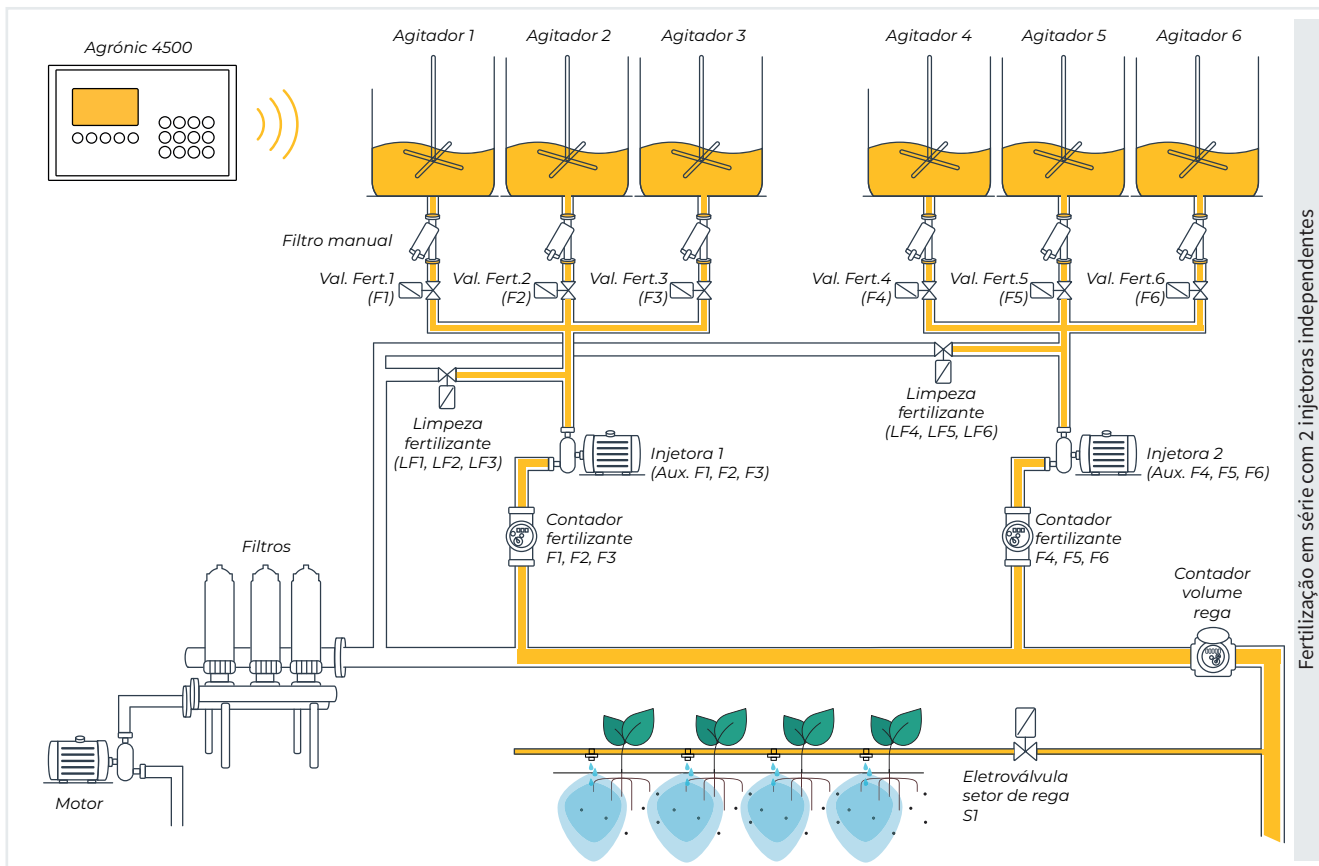 Agrónic 4500
Agitador 1
Agitador 2
Agitador 3
Agitador 4
Agitador 5
Agitador 6
Filtro manual
Val. Fert.1
(F1)
Val. Fert.2
(F2)
Val. Fert.3
(F3)
Val. Fert.4
(F4)
Val. Fert.5
(F5)
Val. Fert.6
(F6)
Limpeza
fertilizante
(LF1, LF2, LF3)
Limpeza
fertilizante
(LF4, LF5, LF6)
Injetora 1
(Aux. F1, F2, F3)
Injetora 2
(Aux. F4, F5, F6)
Contador
fertilizante
F1, F2, F3
Contador
fertilizante
F4, F5, F6
Filtros
Contador
volume
rega
Motor
Eletroválvula
setor de rega
S1
Fertilização em série com 2 injetoras independentes